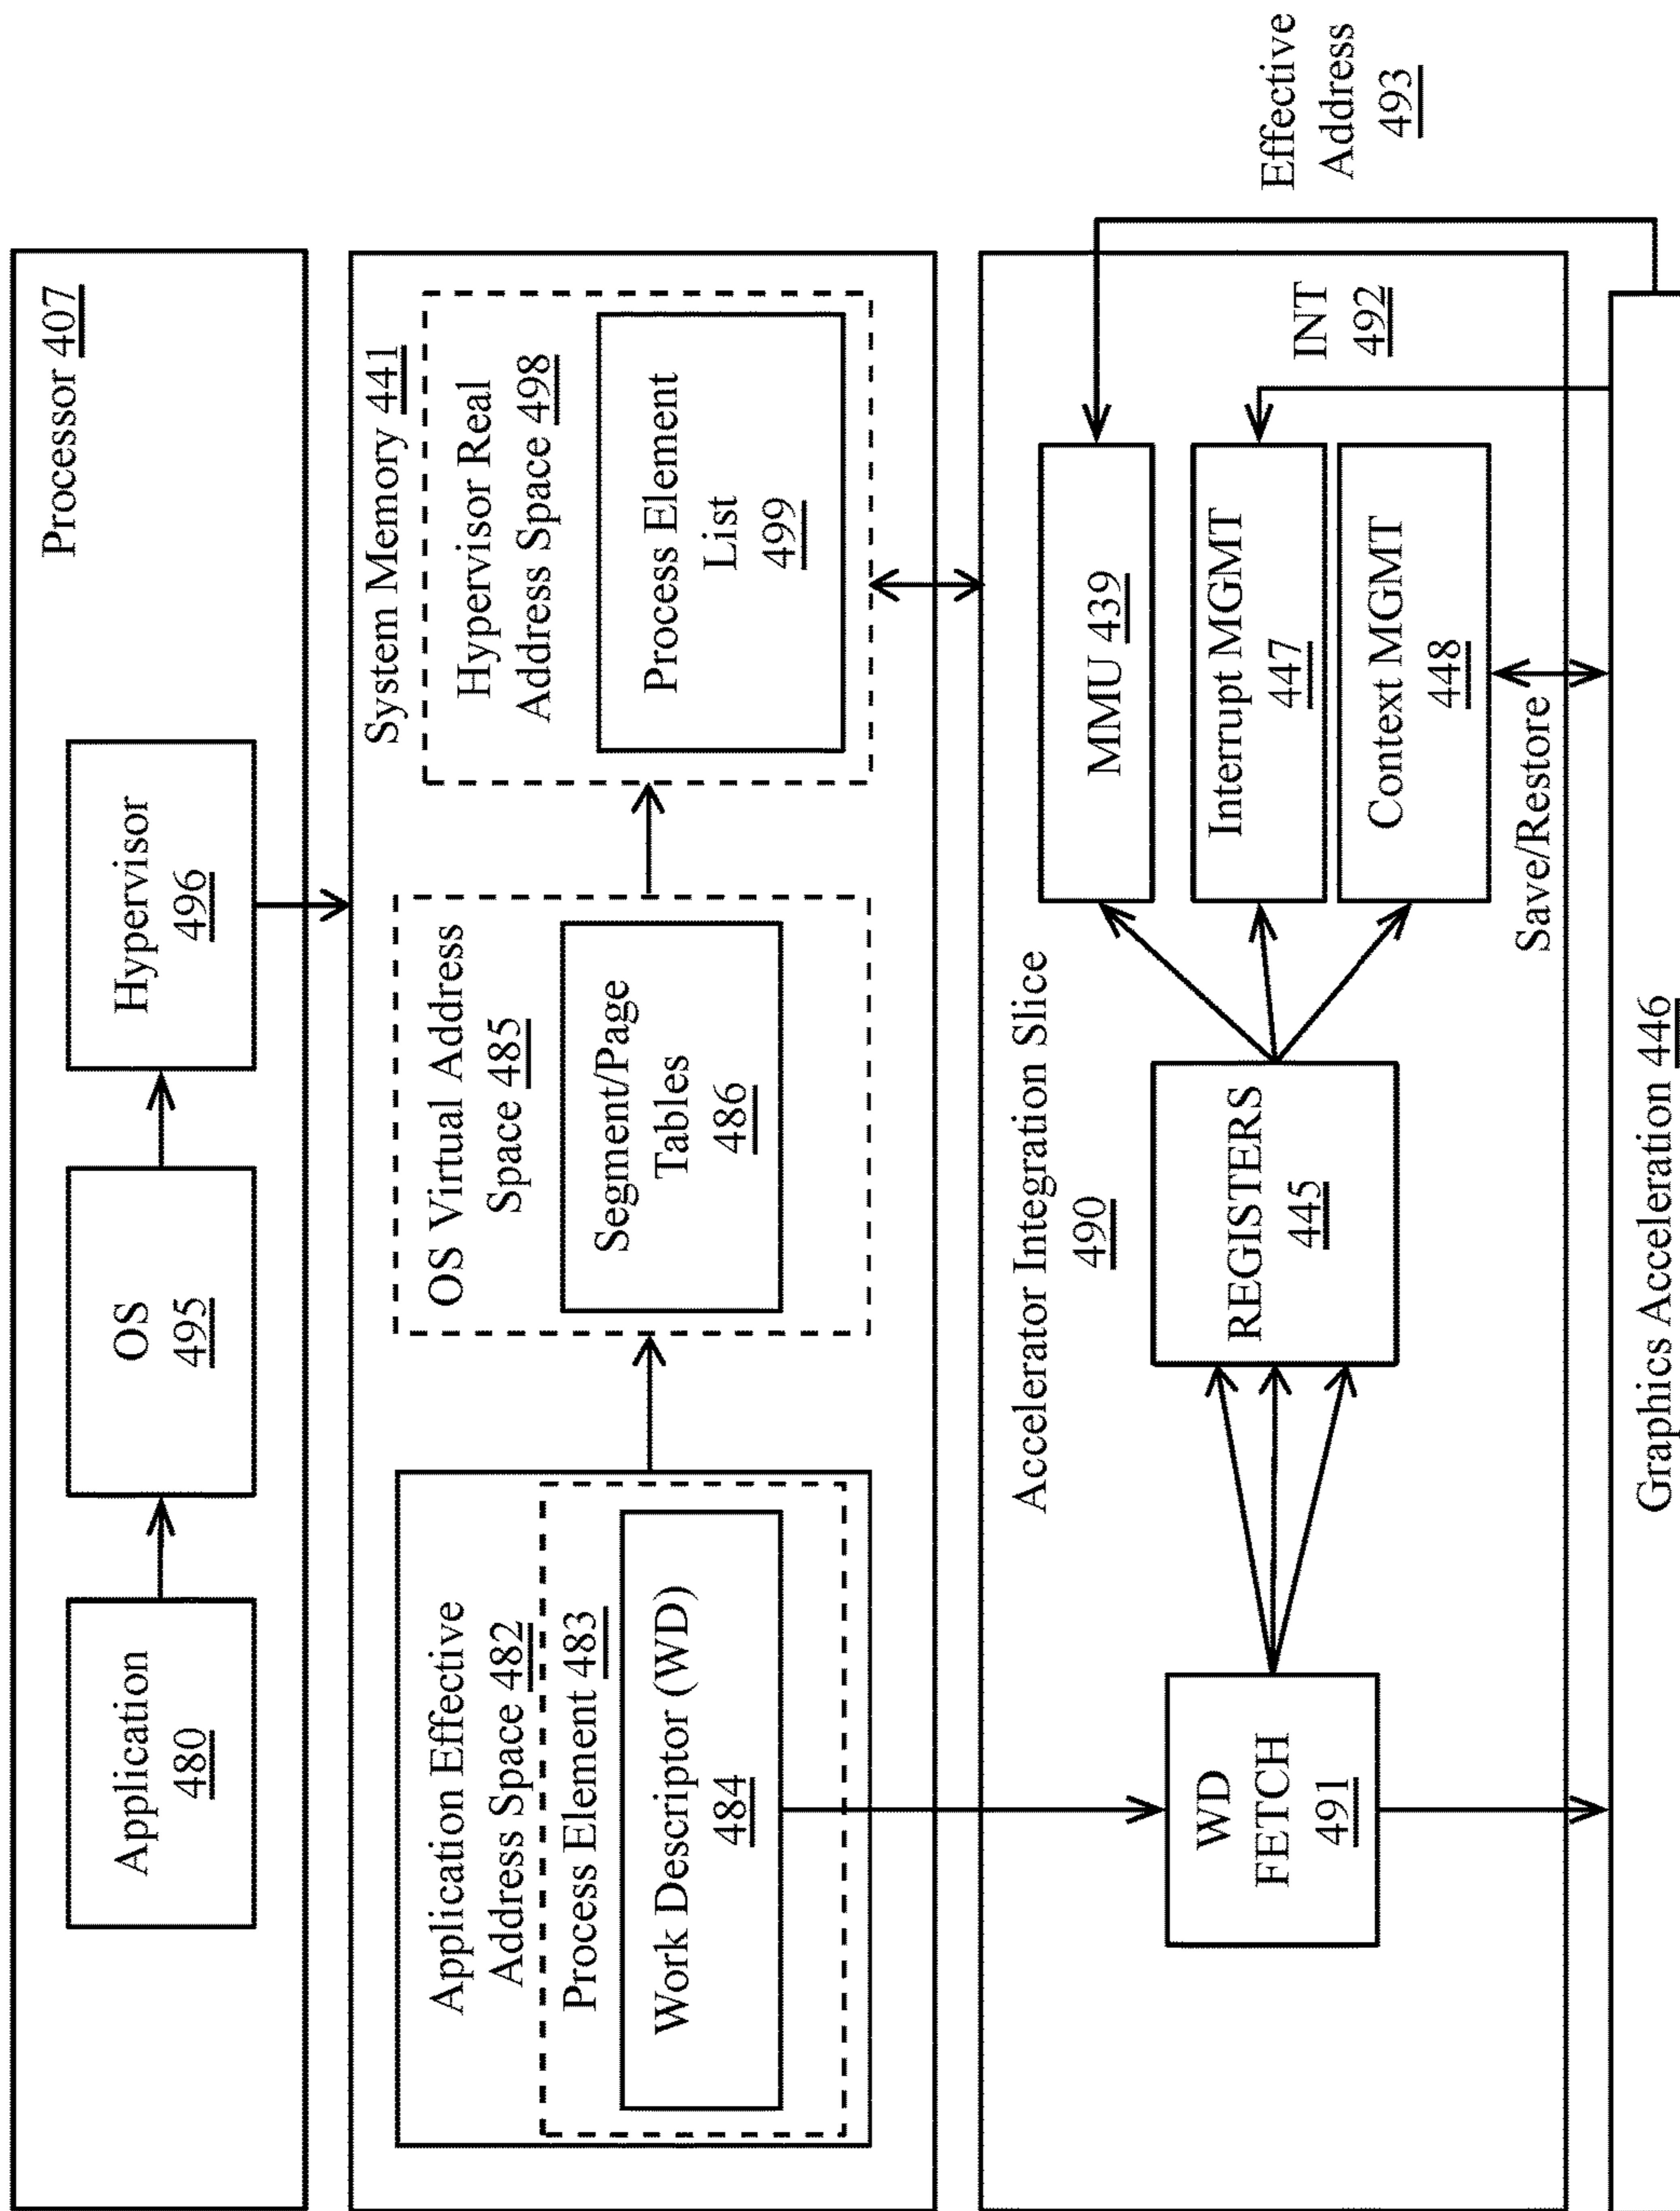 Processor 407
Application
480
OS
495
Hypervisor
496
System Memory 441
Application Effective
Address Space 482
Process Element 483
Work Descriptor (WD)
484
OS Virtual Address
Space 485
Segment/Page
Tables
486
Hypervisor Real
Address Space 498
Process Element
List
499
Accelerator Integration Slice
490
WD
FETCH
491
REGISTERS
445
MMU 439
Interrupt MGMT
447
Context MGMT
448
INT
492
Effective
Address
493
Save/Restore
Graphics Acceleration 446